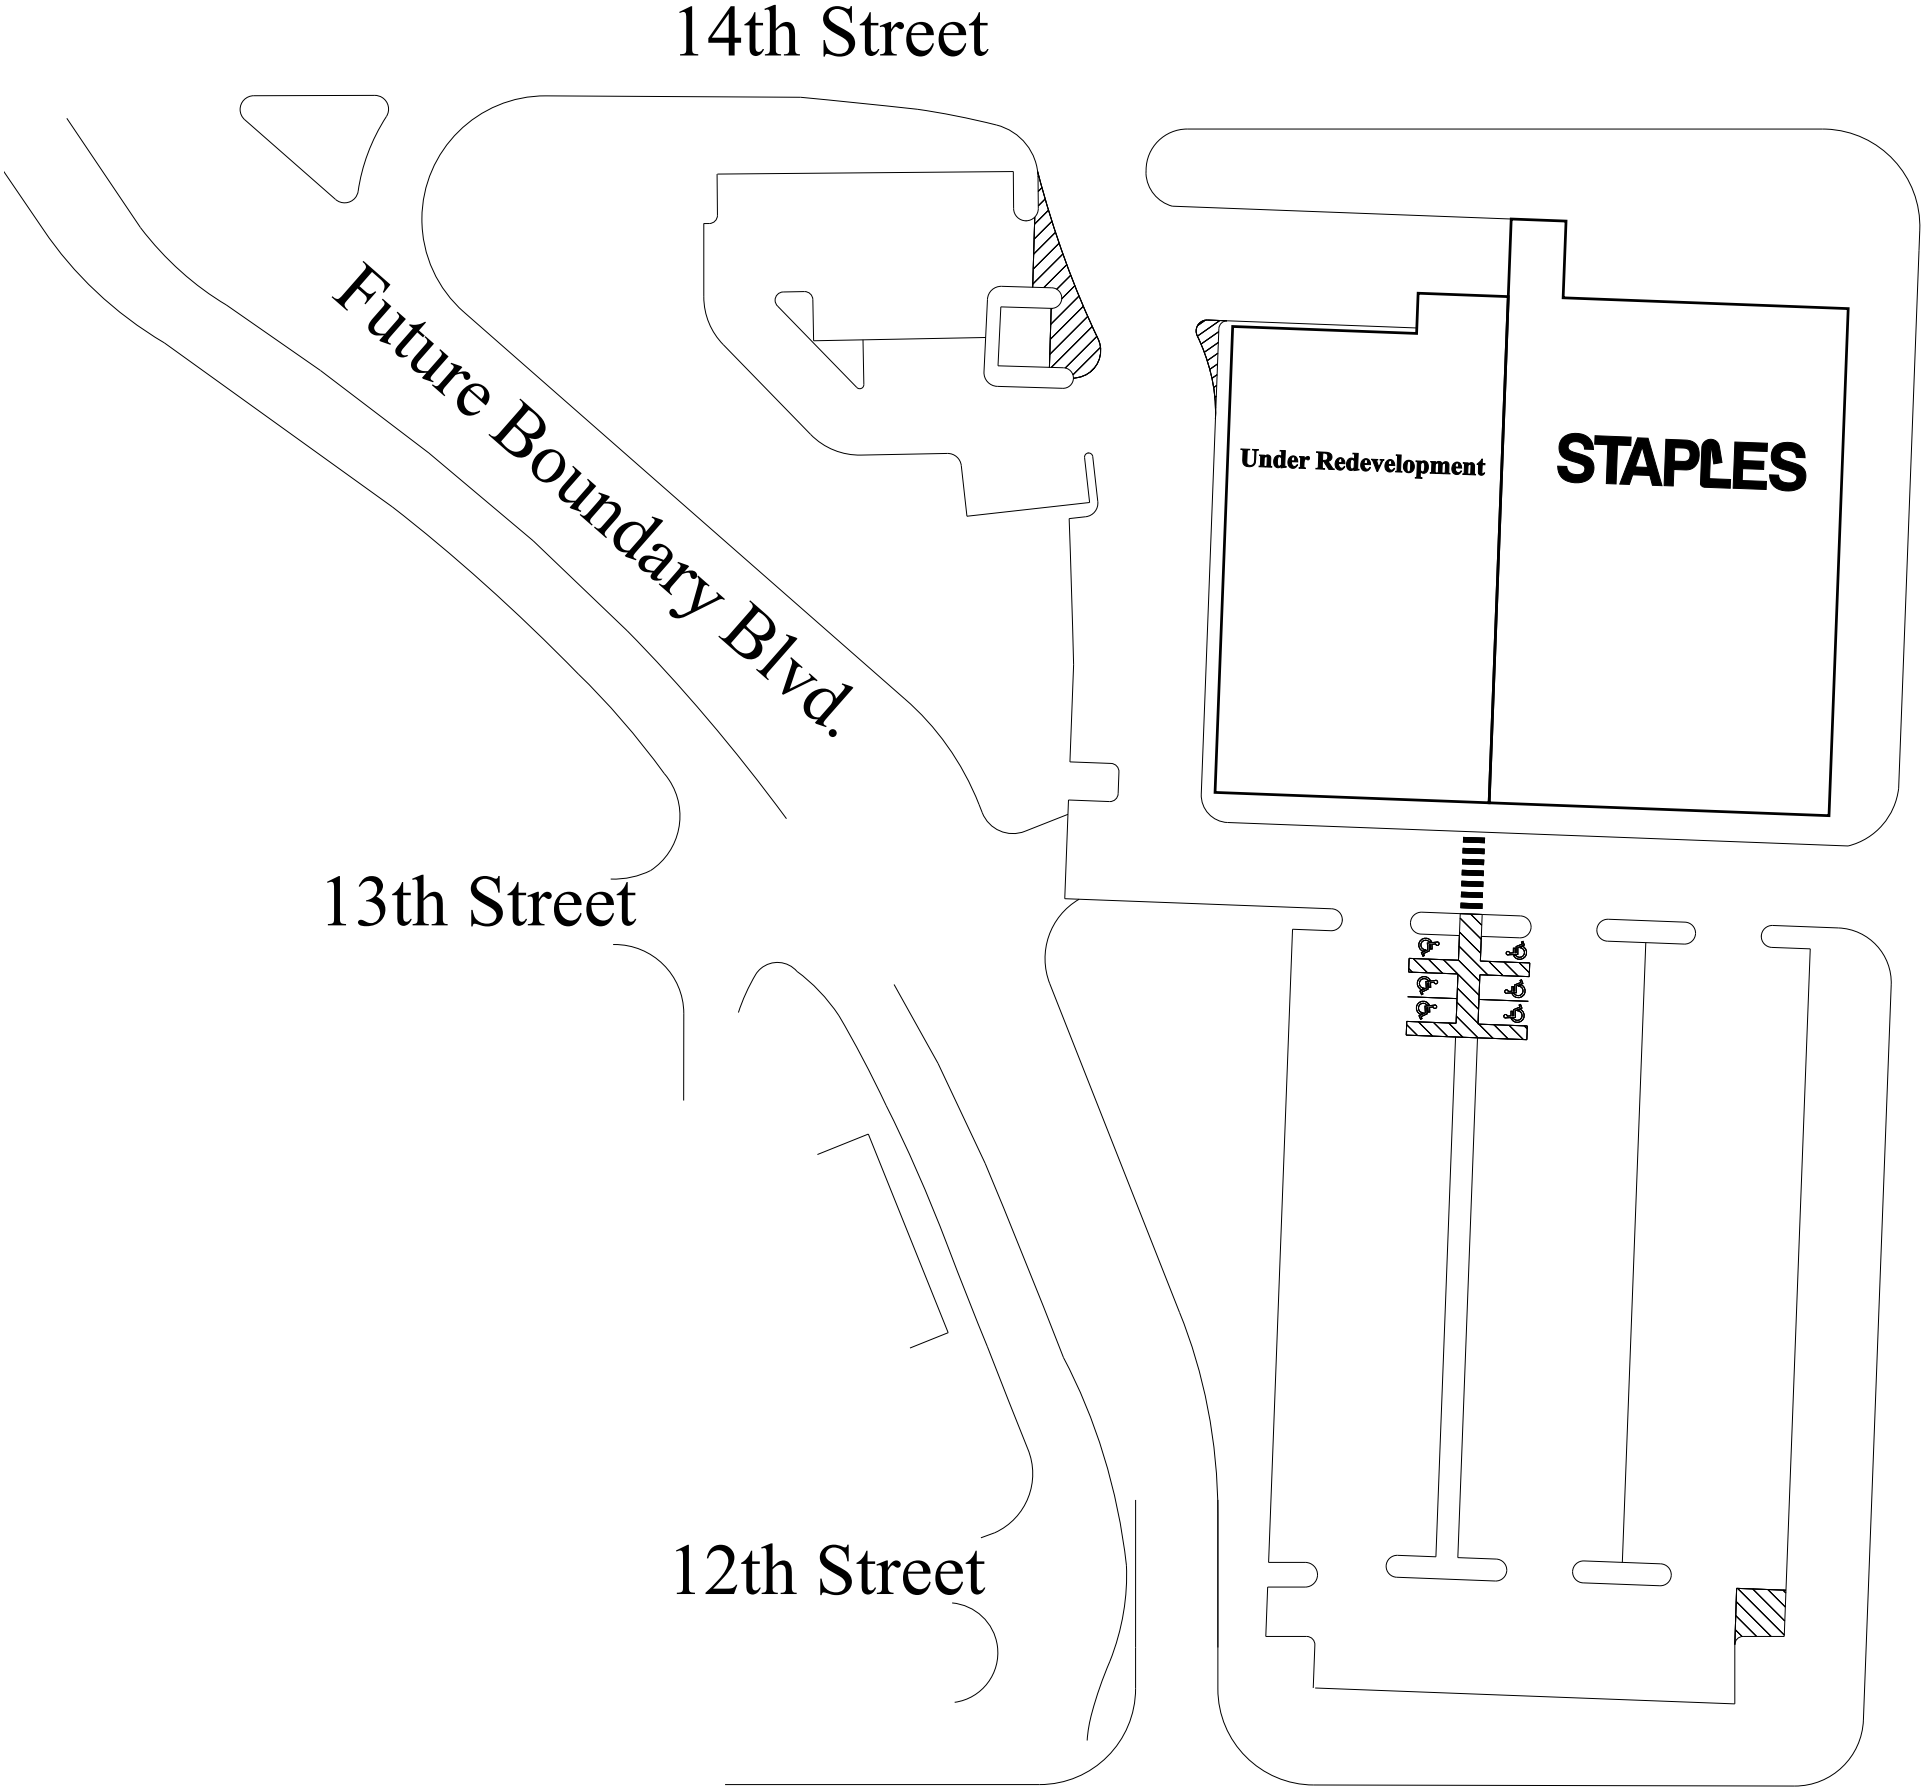 14th Street
Future Boundary Blvd.
Under Redevelopment
STAPLES
13th Street
12th Street